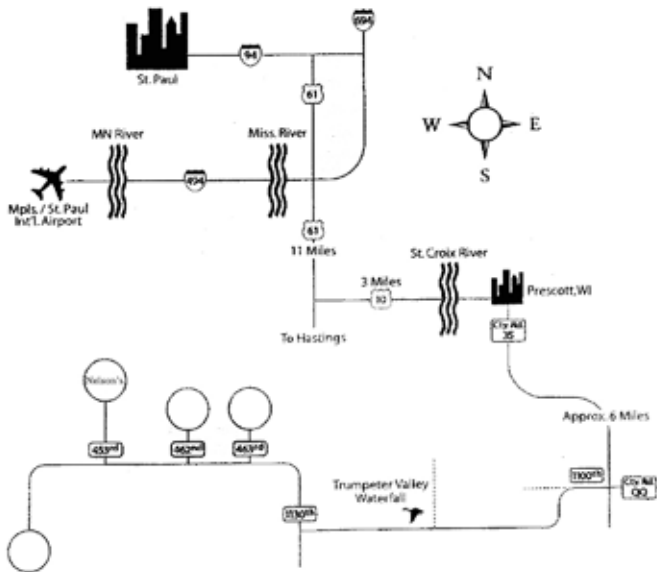 694
94
St. Paul
61
N
MN River
Miss. River
W
E
S
494
Mpls./ St. Paul
Int'l. Airport
61
11 Miles
St. Croix River
3 Miles
10
Prescott, WI
Cty Rd.
35
To Hastings
Nelson's
Approx. 6 Miles
453rd
462nd
463rd
1100th
Trumpeter Valley
Waterfall
Cty Rd.
QQ
1130th